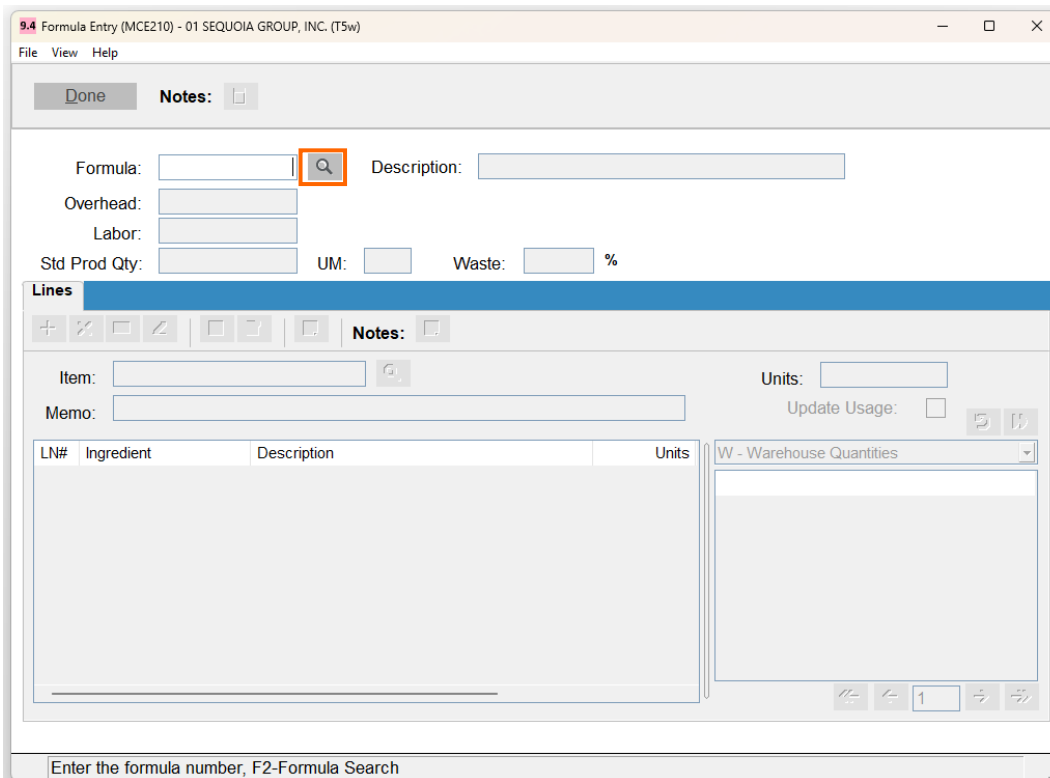 9.4 Formula Entry (MCE210) - 01 SEQUOIA GROUP, INC. (T5w)
File View Help
Done Notes:
Formula: Description:
Overhead:
Labor:
Std Prod Qty: UM: Waste: %
Lines
Notes:
Item: Units:
Memo: Update Usage:
LN# Ingredient Description Units W - Warehouse Quantities
1
Enter the formula number, F2-Formula Search